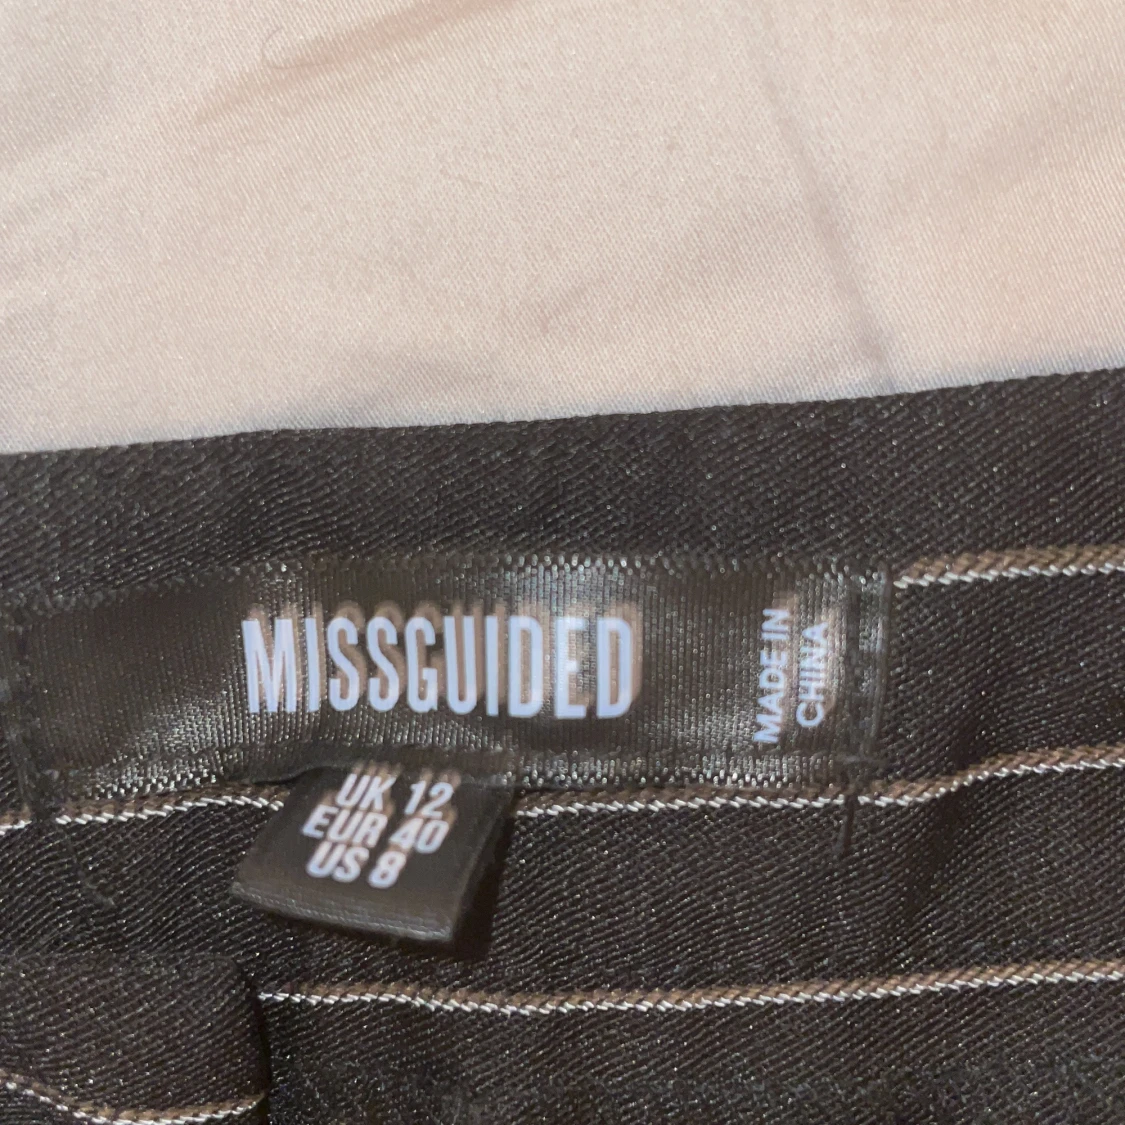 MISSGUIDED
MADE IN
CHINA
UK 12
EUR 40
US 8